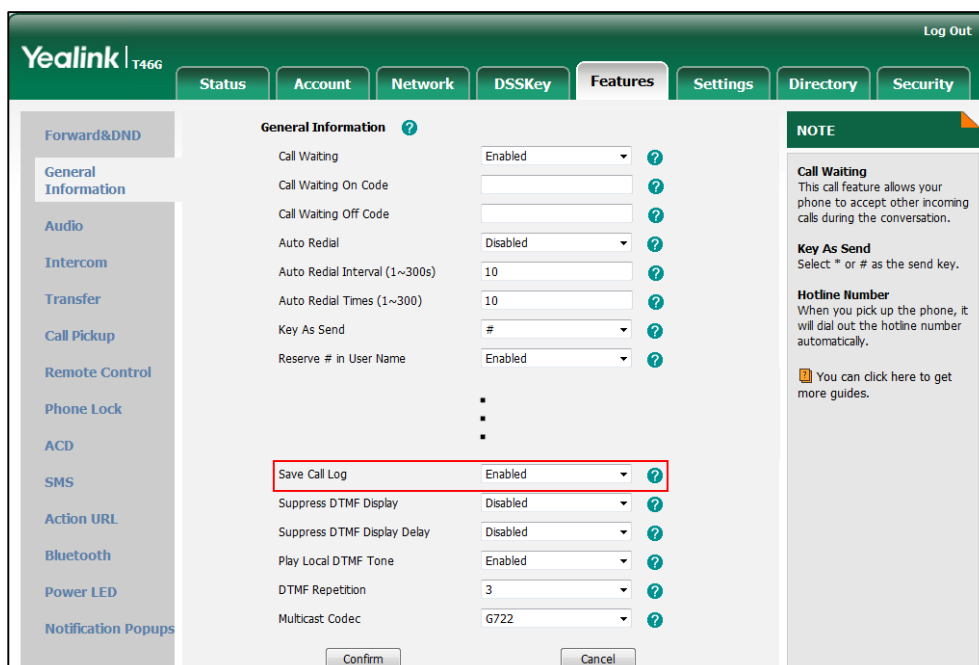 Log Out
Yealink T46G
Status Account Network DSSKey Features Settings Directory Security
Forward&DND
General
Information
Audio
Intercom
Transfer
Call Pickup
Remote Control
Phone Lock
ACD
SMS
Action URL
Bluetooth
Power LED
Notification Popups
General Information ?
Call Waiting Enabled ?
Call Waiting On Code ?
Call Waiting Off Code ?
Auto Redial Disabled ?
Auto Redial Interval (1~300s) 10 ?
Auto Redial Times (1~300) 10 ?
Key As Send # ?
Reserve # in User Name Enabled ?
Save Call Log Enabled ?
Suppress DTMF Display Disabled ?
Suppress DTMF Display Delay Disabled ?
Play Local DTMF Tone Enabled ?
DTMF Repetition 3 ?
Multicast Codec G722 ?
Confirm Cancel
NOTE
Call Waiting
This call feature allows your
phone to accept other incoming
calls during the conversation.
Key As Send
Select * or # as the send key.
Hotline Number
When you pick up the phone, it
will dial out the hotline number
automatically.
? You can click here to get
more guides.